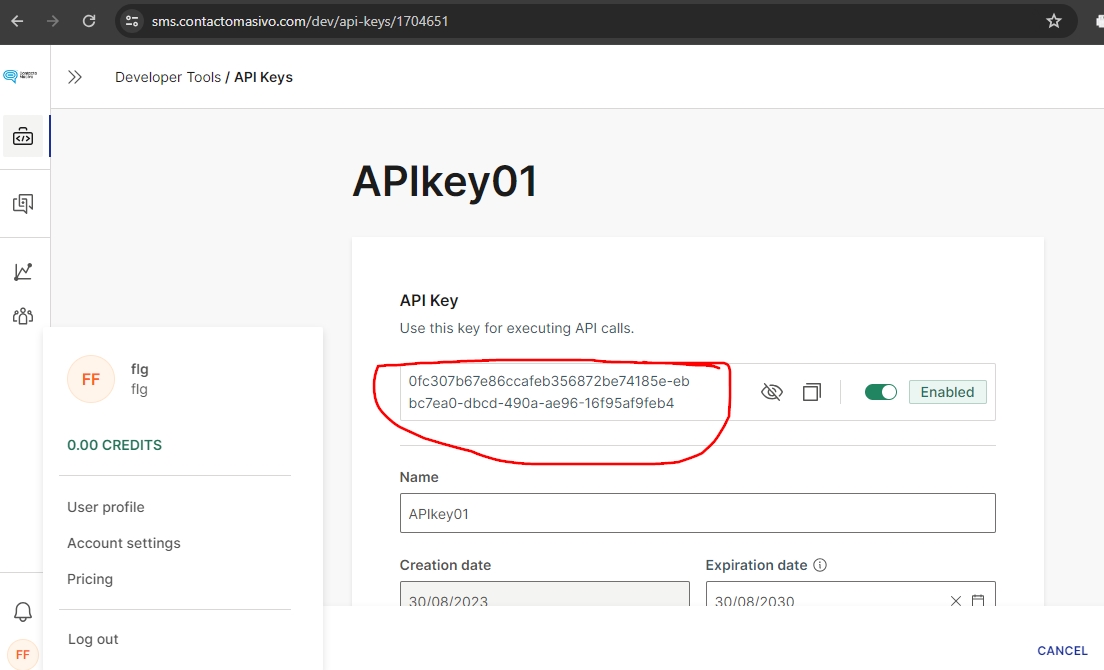 sms.contactomasivo.com/dev/api-keys/1704651
Developer Tools / API Keys
APIkey01
API Key
Use this key for executing API calls.
0fc307b67e86ccafeb356872be74185e-eb
bc7ea0-dbcd-490a-ae96-16f95af9feb4
Enabled
Name
APIkey01
Creation date
Expiration date
30/08/2023
30/08/2030
FF
flg
flg
0.00 CREDITS
User profile
Account settings
Pricing
Log out
FF
CANCEL